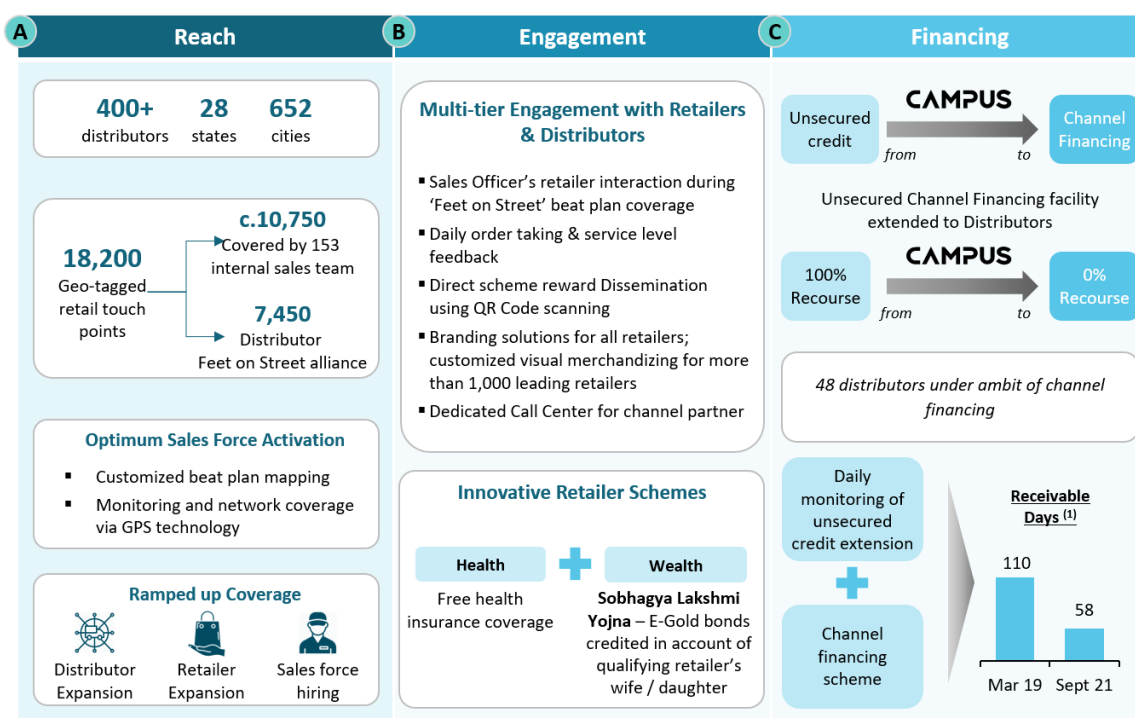 A
Reach
400+
distributors
28
states
652
cities
18,200
Geo-tagged
retail touch
points
c.10,750
Covered by 153
internal sales team
7,450
Distributor
Feet on Street alliance
Optimum Sales Force Activation
▪ Customized beat plan mapping
▪ Monitoring and network coverage
via GPS technology
Ramped up Coverage
Distributor
Expansion
Retailer
Expansion
Sales force
hiring
B
Engagement
Multi-tier Engagement with Retailers
& Distributors
▪ Sales Officer's retailer interaction during
'Feet on Street' beat plan coverage
▪ Daily order taking & service level
feedback
▪ Direct scheme reward Dissemination
using QR Code scanning
▪ Branding solutions for all retailers;
customized visual merchandizing for more
than 1,000 leading retailers
▪ Dedicated Call Center for channel partner
Innovative Retailer Schemes
Health
Free health
insurance coverage
Wealth
Sobhagya Lakshmi
Yojna – E-Gold bonds
credited in account of
qualifying retailer's
wife / daughter
C
Financing
Unsecured
credit
CAMPUS
from
to
Channel
Financing
Unsecured Channel Financing facility
extended to Distributors
100%
Recourse
CAMPUS
from
to
0%
Recourse
48 distributors under ambit of channel
financing
Daily
monitoring of
unsecured
credit extension
Channel
financing
scheme
Receivable
Days (1)
110
58
Mar 19
Sept 21